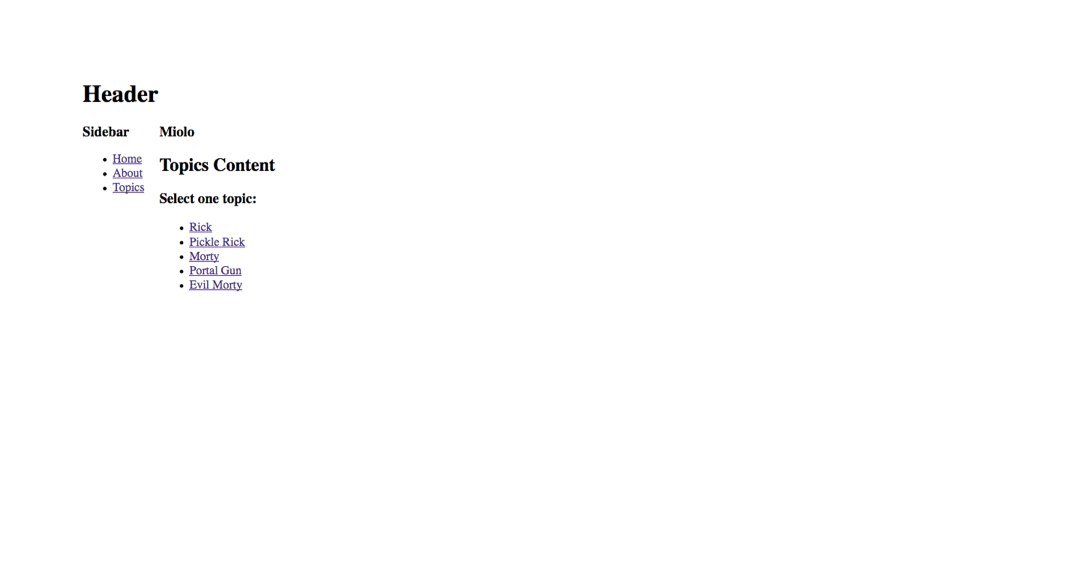 Header
Sidebar
Home
About
Topics
Miolo
Topics Content
Select one topic:
Rick
Pickle Rick
Morty
Portal Gun
Evil Morty